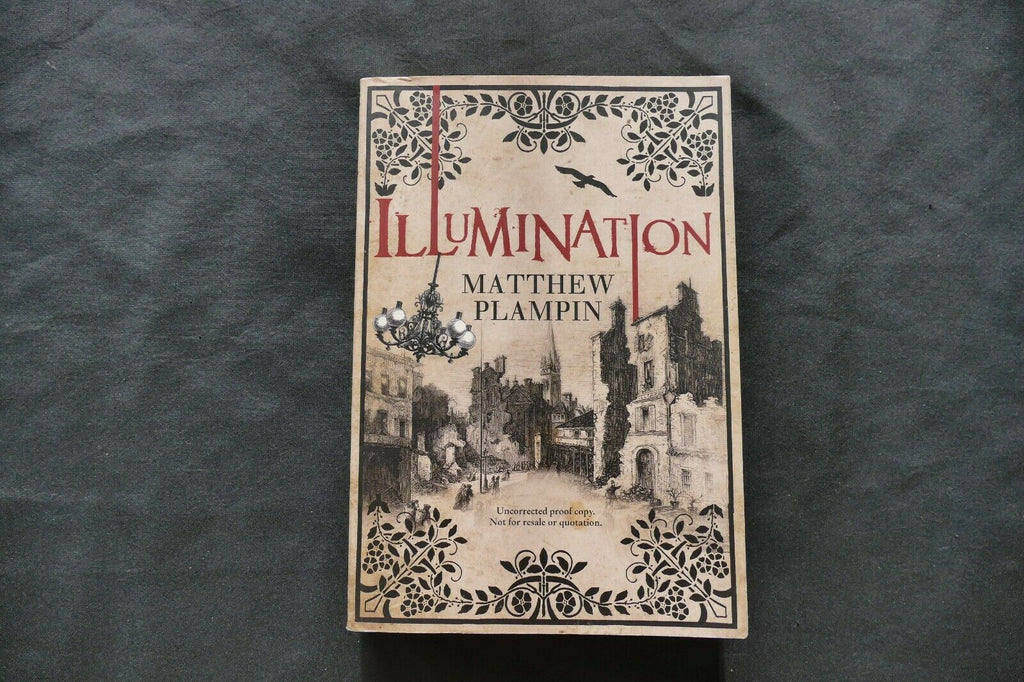 ILLUMINATION
MATTHEW
PLAMPIN
Uncorrected proof copy.
Not for resale or quotation.